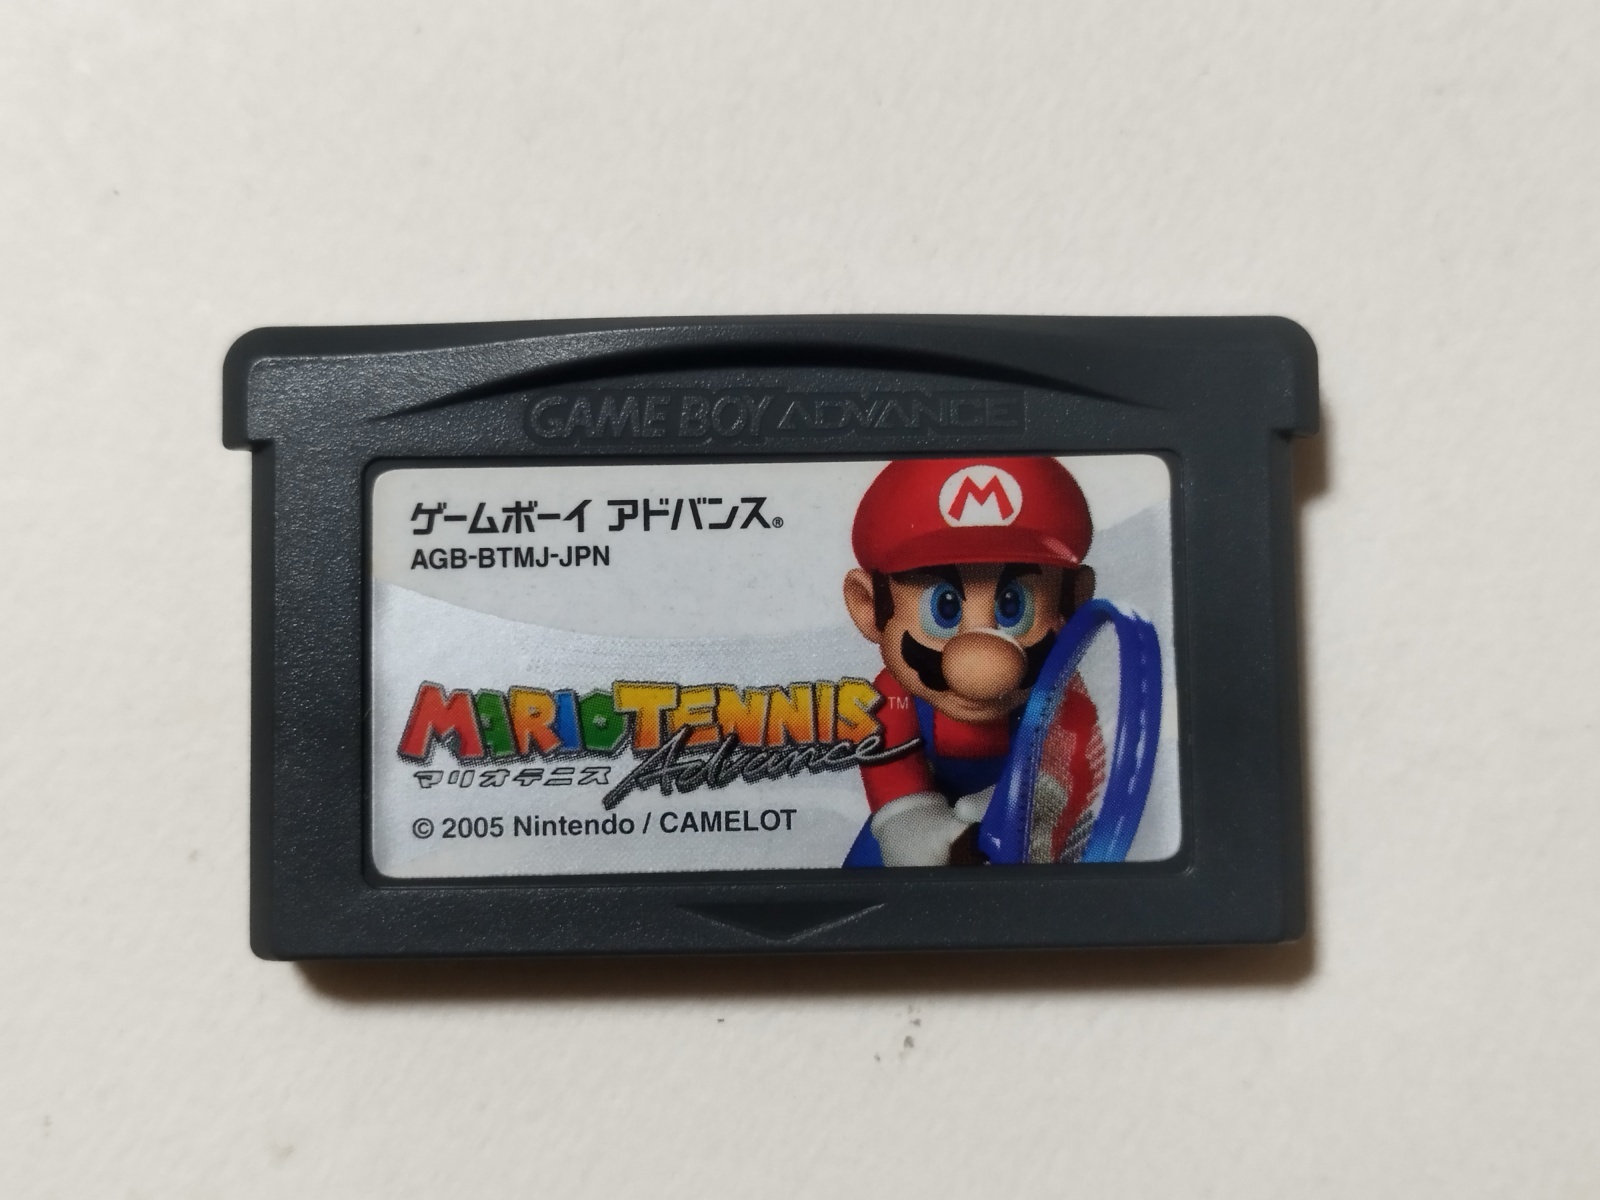 GAME BOY ADVANCE
ゲームボーイ アドバンス®
AGB-BTMJ-JPN
M
MARIO TENNIS™
Advance
マリオテニス
© 2005 Nintendo / CAMELOT